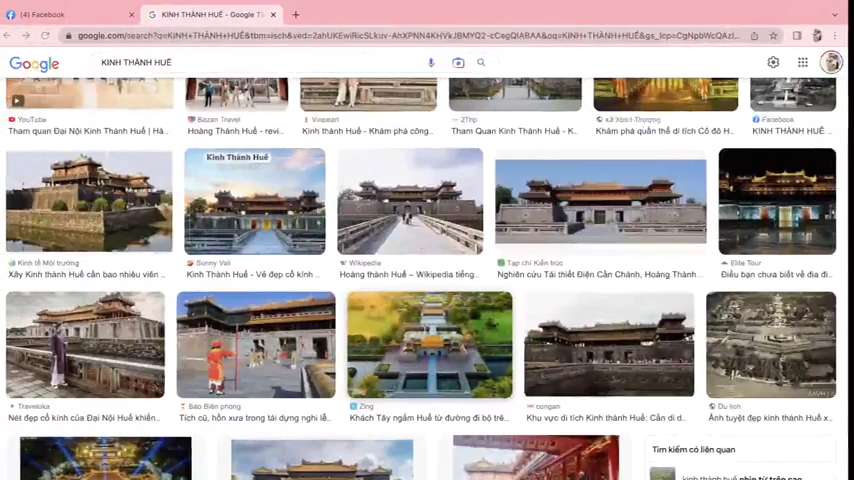 (4) Facebook
KINH THÀNH HUẾ - Google Tì
google.com/search?q=KINH+THÀNH+HUẾ&tbm=isch&ved=2ahUKEwiRicSLkuv-AhXPNN4KHVkJBMYQ2-cCegQIABAA&oq=KINH+THÀNH+HUẾ&gs_lcp=CgNpbWcQAzI...
Google
KINH THÀNH HUẾ
YouTube
Bazan Travel
Vinpearl
2Trip
Facebook
Tham quan Đại Nội Kinh Thành Huế | Hà...
Hoàng Thành Huế - revi...
Kinh thành Huế - Khám phá công...
Tham Quan Kinh Thành Huế - K...
Khám phá quần thể di tích Cố đô H...
KINH THÀNH HUẾ ...
Kinh Thành Huế
Kinh tế Môi trường
Sunny Vali
Wikipedia
Tạp chí Kiến trúc
Elite Tour
Xây Kinh thành Huế cần bao nhiêu viên ...
Kinh Thành Huế - Vẻ đẹp cổ kính ...
Hoàng thành Huế – Wikipedia tiếng...
Nghiên cứu Tái thiết Điện Cần Chánh, Hoàng Thành...
Điều bạn chưa biết về địa di...
Traveloka
Báo Biên phòng
Zing
congan
Du lịch
Nét đẹp cổ kính của Đại Nội Huế khiến...
Tích cũ, hồn xưa trong tái dựng nghi lễ...
Khách Tây ngắm Huế từ đường đi bộ trê...
Khu vực di tích Kinh thành Huế: Cần di d...
Ảnh tuyệt đẹp kinh thành Huế x...
Tìm kiếm có liên quan
kinh thành huế nhìn từ trên cao